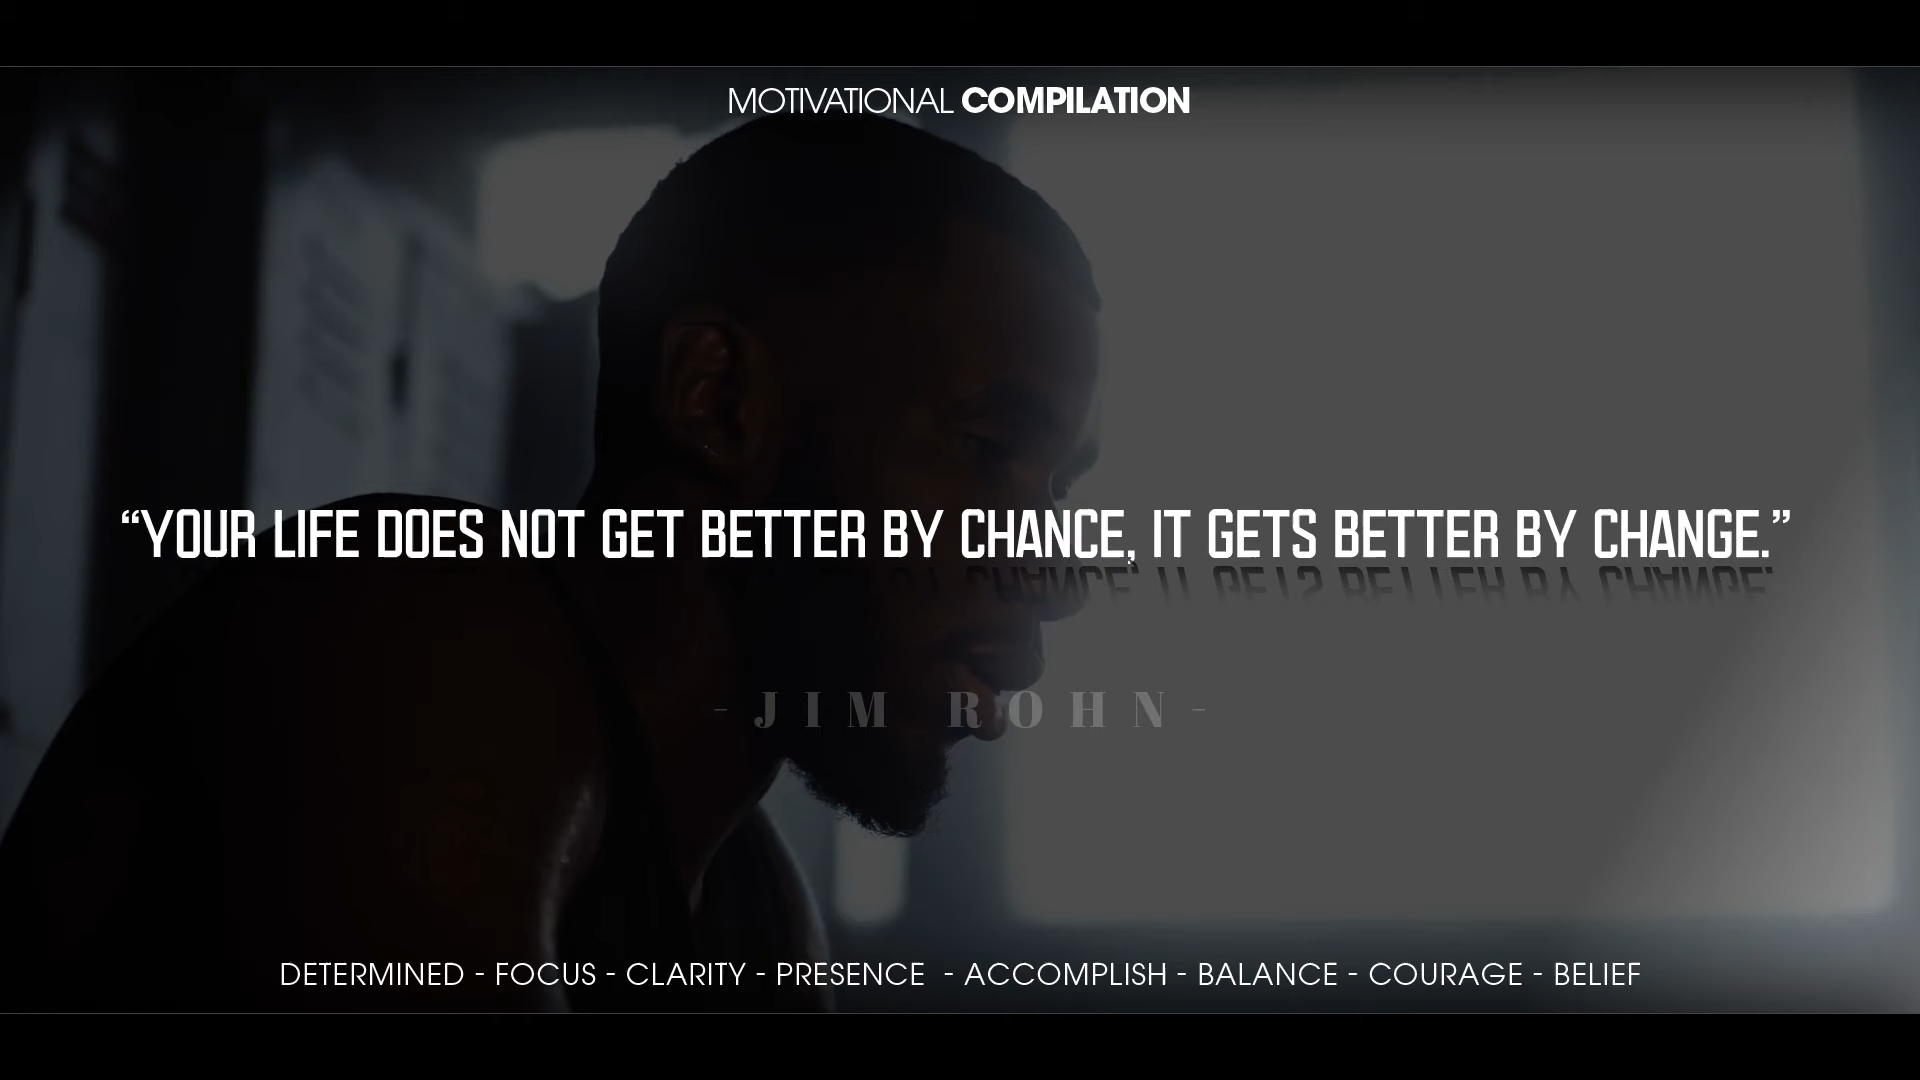 MOTIVATIONAL COMPILATION
“YOUR LIFE DOES NOT GET BETTER BY CHANCE, IT GETS BETTER BY CHANGE.”
- JIM ROHN -
DETERMINED - FOCUS - CLARITY - PRESENCE - ACCOMPLISH - BALANCE - COURAGE - BELIEF